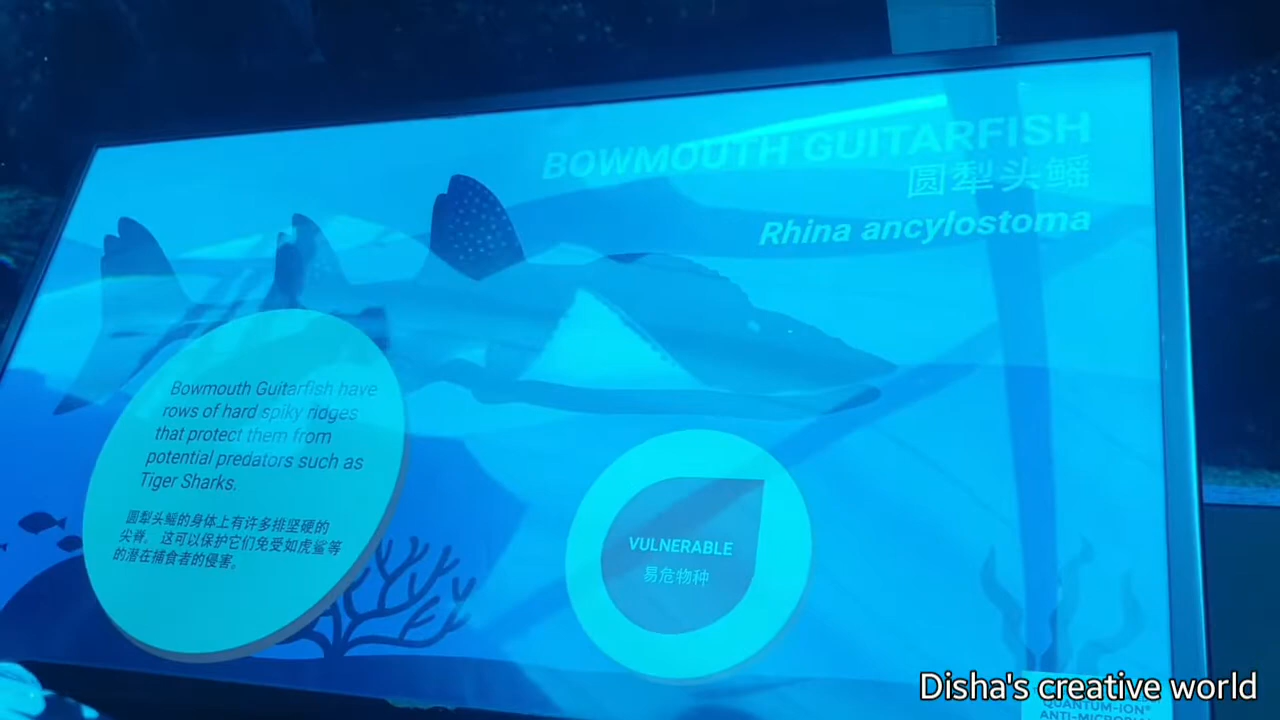 BOWMOUTH GUITARFISH
圆犁头鳐
Rhina ancylostoma
Bowmouth Guitarfish have
rows of hard spiky ridges
that protect them from
potential predators such as
Tiger Sharks.
圆犁头鳐的身体上有许多排坚硬的
尖脊。这可以保护它们免受如虎鲨等
的潜在捕食者的侵害。
VULNERABLE
易危物种
Disha's creative world
QUANTUM-ION®